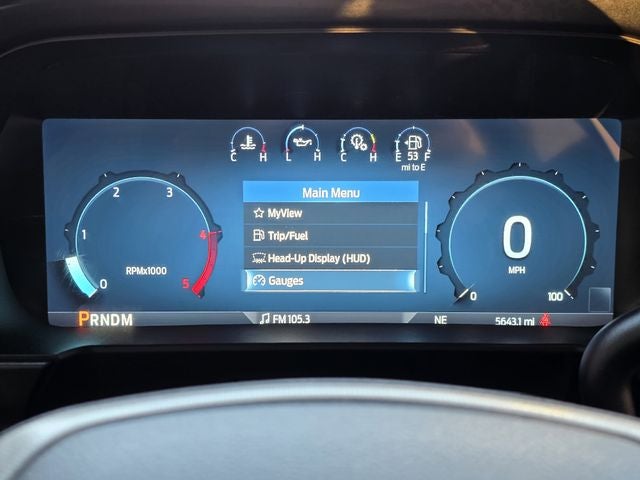 C H L H C H E 53 F
mi to E
Main Menu
MyView
Trip/Fuel
Head-Up Display (HUD)
Gauges
0 1 2 3 4 5
RPMx1000
0
MPH
0 100
PRNDM
FM 105.3
NE
5643.1 mi